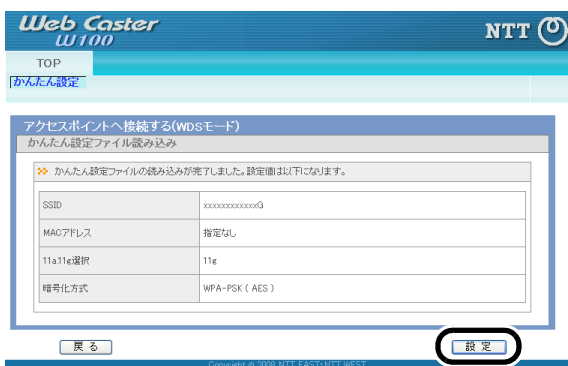 Web Caster
W100
NTT
TOP
かんたん設定
アクセスポイントへ接続する(WDSモード)
かんたん設定ファイル読み込み
かんたん設定ファイルの読み込みが完了しました。設定値は以下になります。
SSID xxxxxxxxxxxxG
MACアドレス 指定なし
11a.11g選択 11g
暗号化方式 WPA-PSK ( AES )
戻る 設定
Copyright © 2008 NTT EAST・NTT WEST